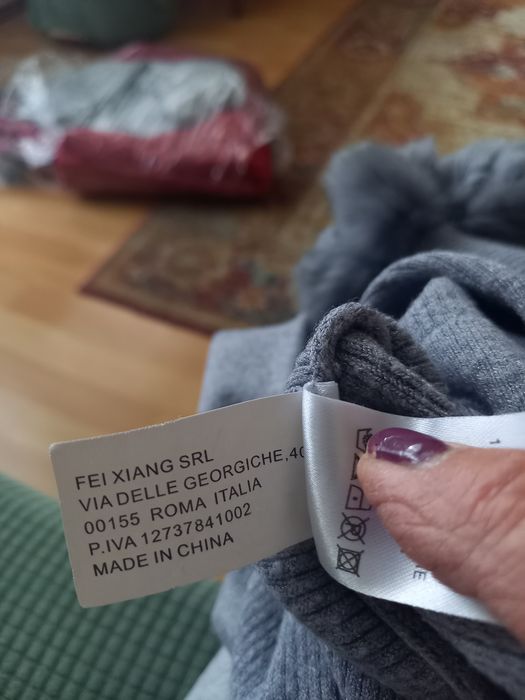 FEI XIANG SRL
VIA DELLE GEORGICHE,40
00155 ROMA ITALIA
P.IVA 12737841002
MADE IN CHINA